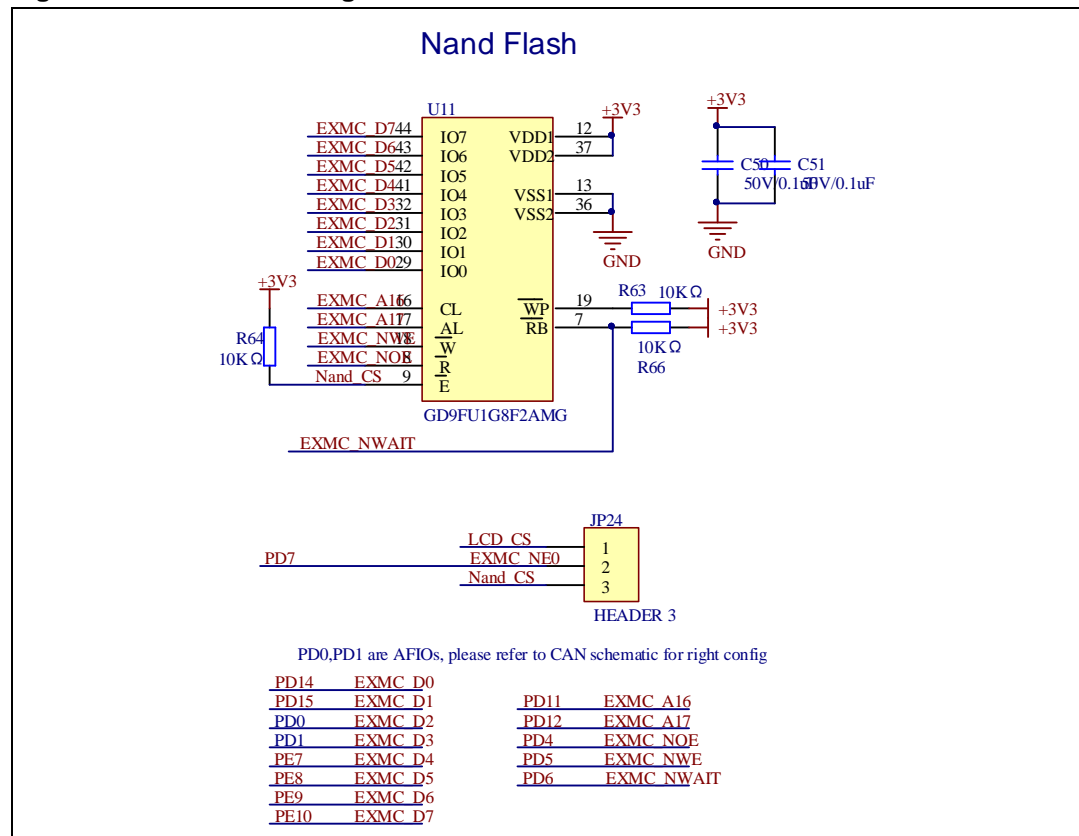 Nand Flash
U11
EXMC_D7 44 IO7
EXMC_D6 43 IO6
EXMC_D5 42 IO5
EXMC_D4 41 IO4
EXMC_D3 32 IO3
EXMC_D2 31 IO2
EXMC_D1 30 IO1
EXMC_D0 29 IO0
EXMC_A16 16 CL
EXMC_A17 17 AL
EXMC_NWE 18 W
EXMC_NOE 8 R
Nand_CS 9 E
+3V3
R64
10KΩ
VDD1 12 +3V3
VDD2 37
VSS1 13
VSS2 36
GND
WP 19 R63 10KΩ +3V3
RB 7 +3V3
10KΩ
R66
GD9FU1G8F2AMG
EXMC_NWAIT
+3V3
C50 C51
50V/0.1uF 50V/0.1uF
GND
JP24
LCD_CS 1
PD7 EXMC_NE0 2
Nand_CS 3
HEADER 3
PD0,PD1 are AFIOs, please refer to CAN schematic for right config
PD14 EXMC_D0
PD15 EXMC_D1
PD0 EXMC_D2
PD1 EXMC_D3
PE7 EXMC_D4
PE8 EXMC_D5
PE9 EXMC_D6
PE10 EXMC_D7
PD11 EXMC_A16
PD12 EXMC_A17
PD4 EXMC_NOE
PD5 EXMC_NWE
PD6 EXMC_NWAIT